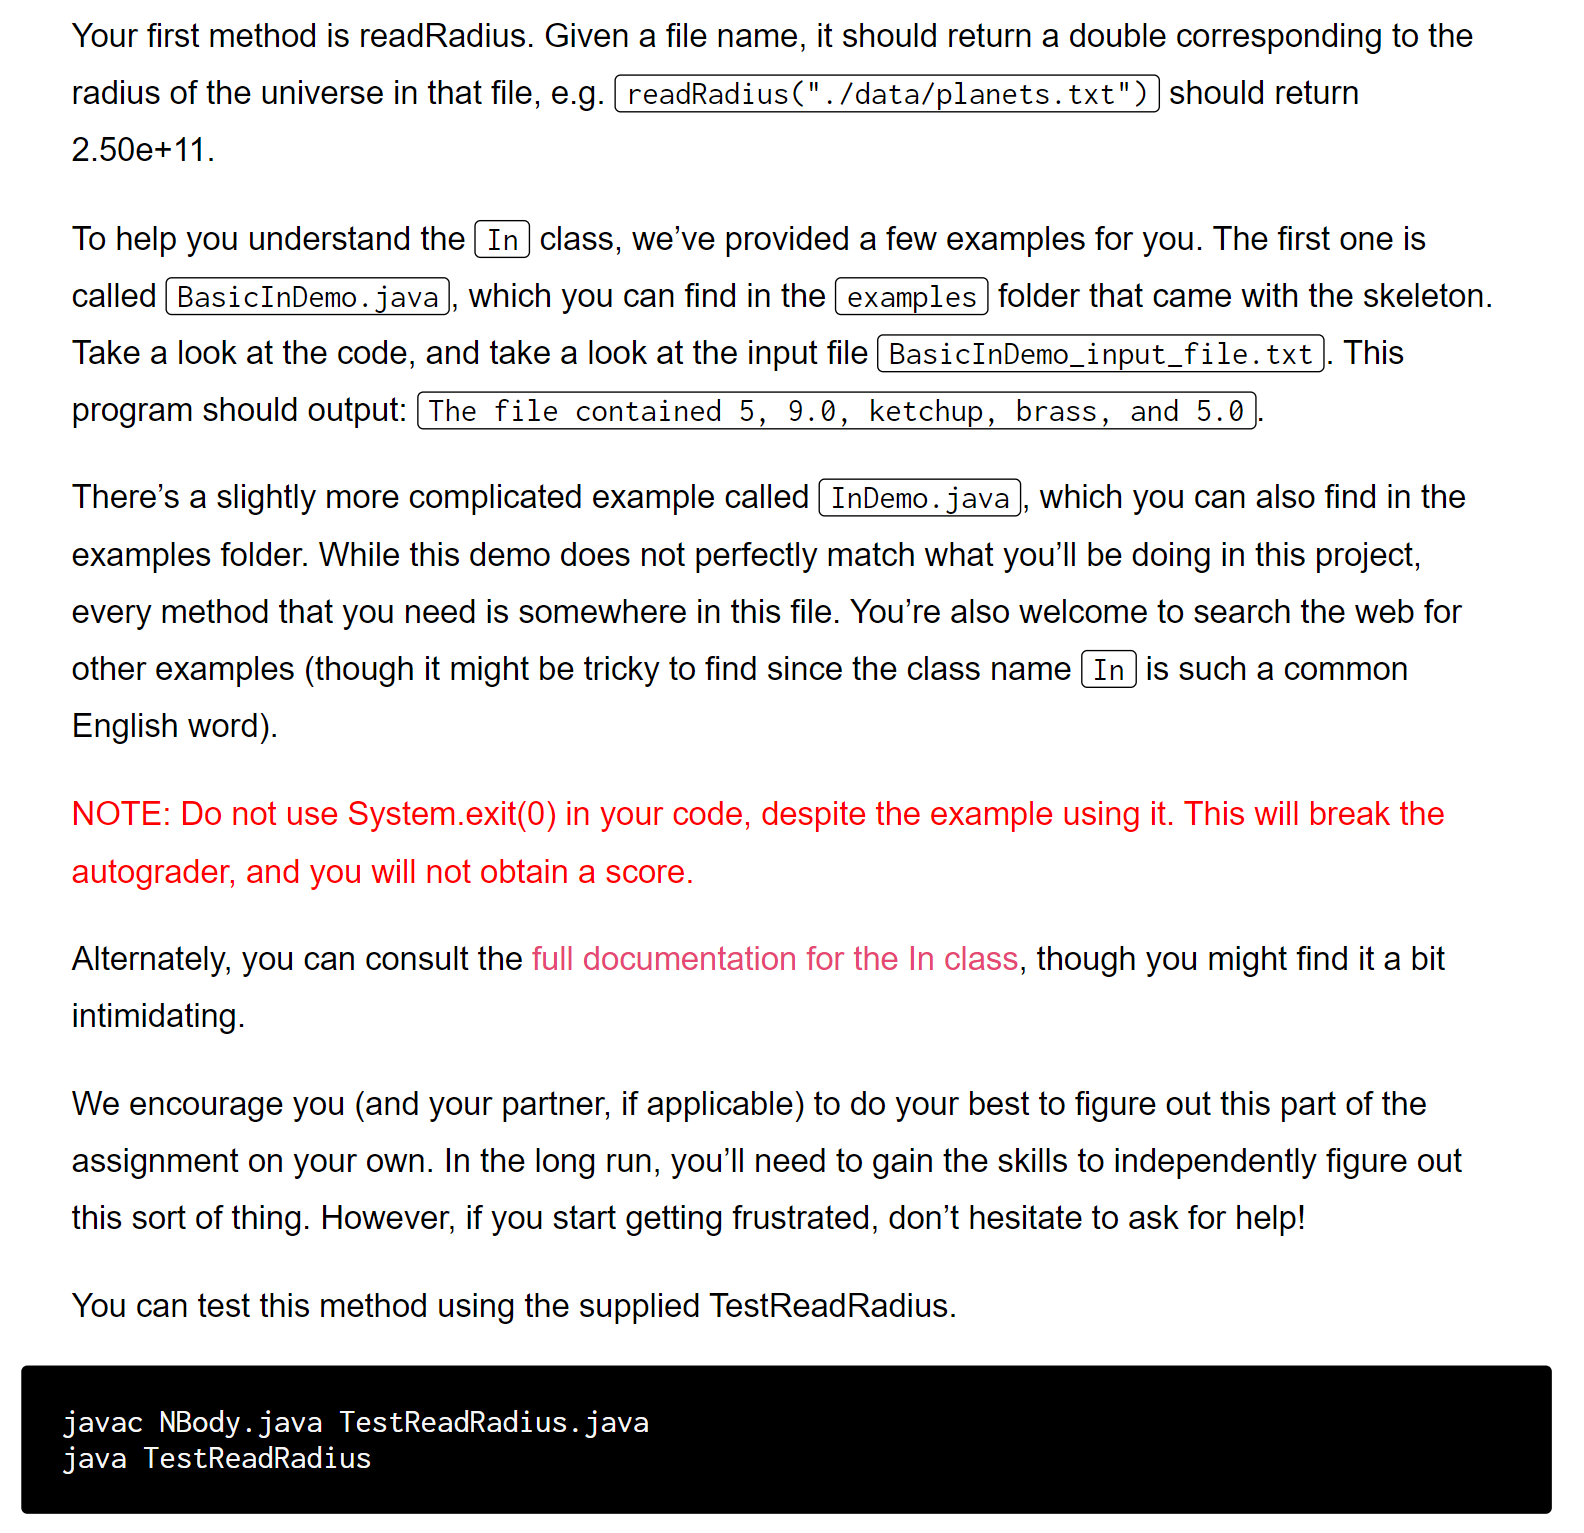 Your first method is readRadius. Given a file name, it should return a double corresponding to the
radius of the universe in that file, e.g. readRadius("./data/planets.txt") should return
2.50e+11.
To help you understand the In class, we’ve provided a few examples for you. The first one is
called BasicInDemo.java, which you can find in the examples folder that came with the skeleton.
Take a look at the code, and take a look at the input file BasicInDemo_input_file.txt. This
program should output: The file contained 5, 9.0, ketchup, brass, and 5.0.
There’s a slightly more complicated example called InDemo.java, which you can also find in the
examples folder. While this demo does not perfectly match what you’ll be doing in this project,
every method that you need is somewhere in this file. You’re also welcome to search the web for
other examples (though it might be tricky to find since the class name In is such a common
English word).
NOTE: Do not use System.exit(0) in your code, despite the example using it. This will break the
autograder, and you will not obtain a score.
Alternately, you can consult the full documentation for the In class, though you might find it a bit
intimidating.
We encourage you (and your partner, if applicable) to do your best to figure out this part of the
assignment on your own. In the long run, you’ll need to gain the skills to independently figure out
this sort of thing. However, if you start getting frustrated, don’t hesitate to ask for help!
You can test this method using the supplied TestReadRadius.
javac NBody.java TestReadRadius.java
java TestReadRadius